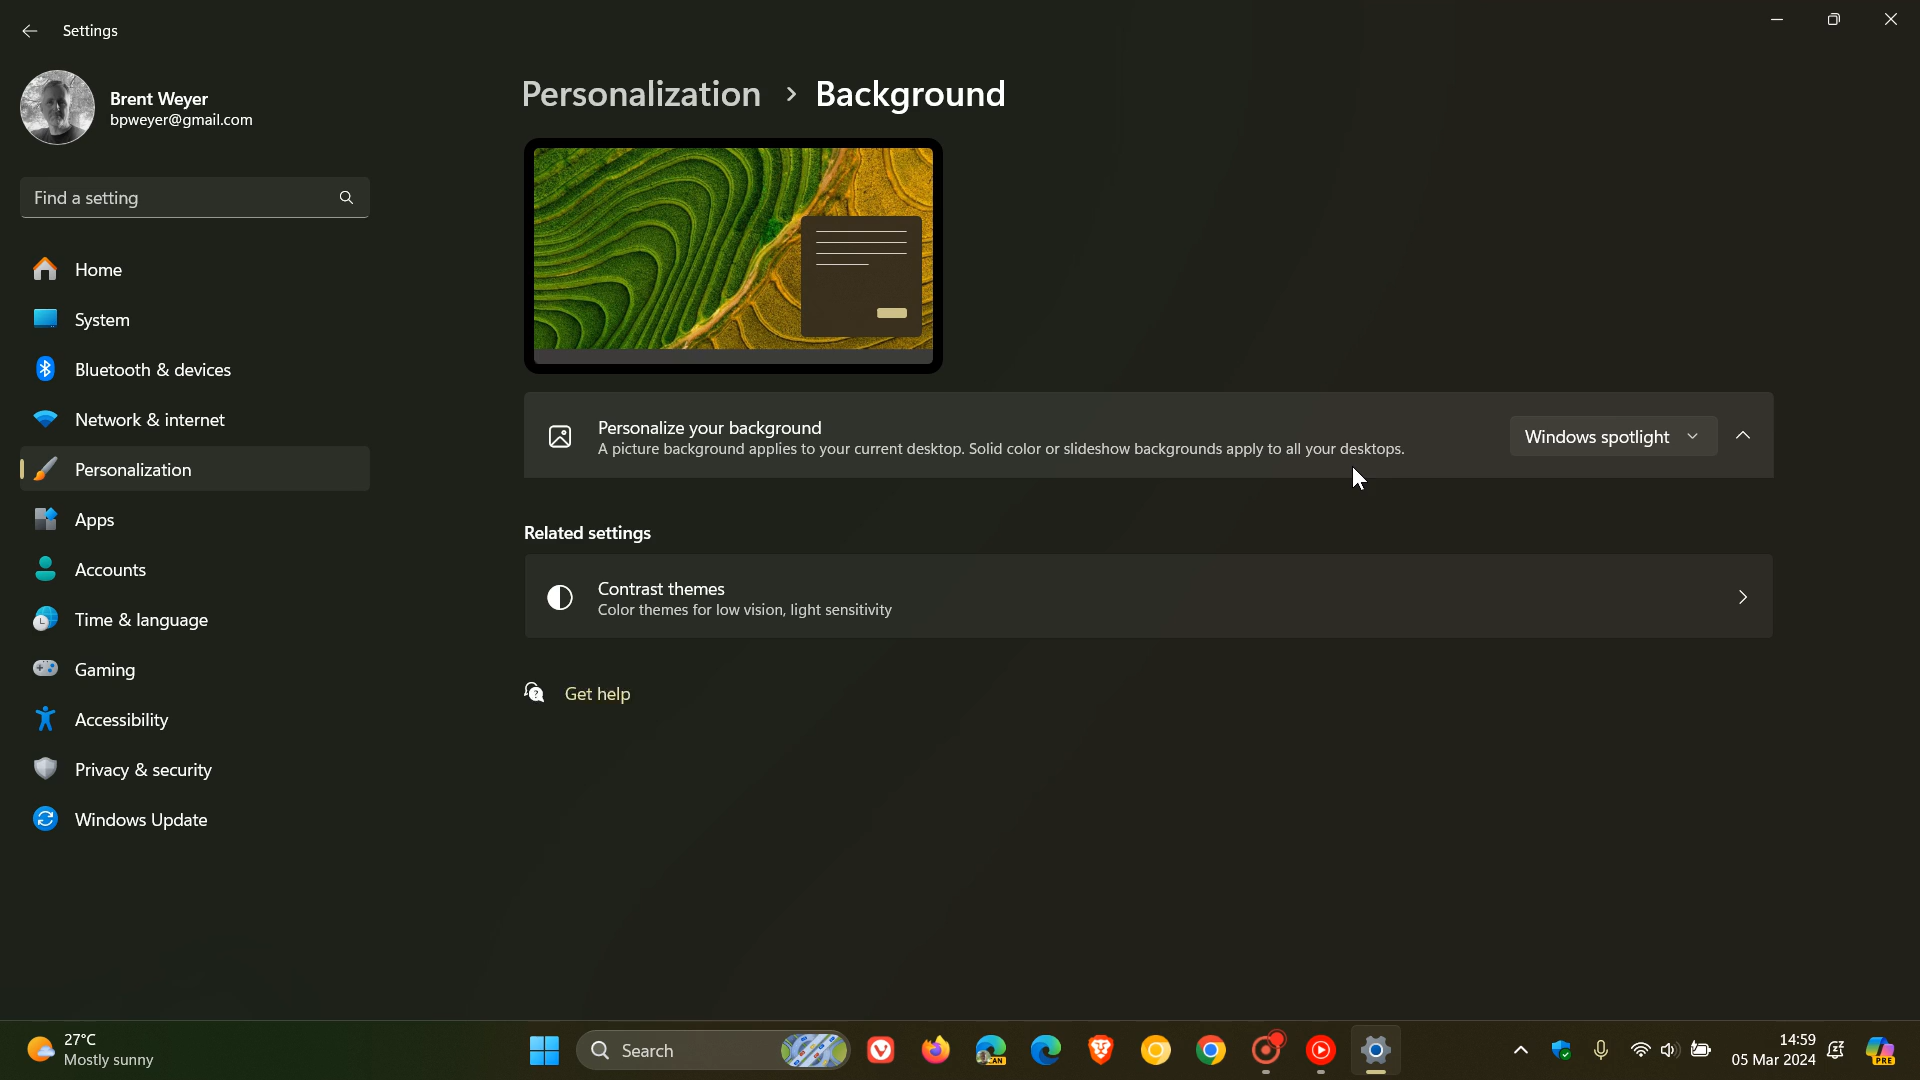 Settings
Brent Weyer
bpweyer@gmail.com
Find a setting
Home
System
Bluetooth & devices
Network & internet
Personalization
Apps
Accounts
Time & language
Gaming
Accessibility
Privacy & security
Windows Update
Personalization > Background
Personalize your background
A picture background applies to your current desktop. Solid color or slideshow backgrounds apply to all your desktops.
Windows spotlight
Related settings
Contrast themes
Color themes for low vision, light sensitivity
Get help
27°C
Mostly sunny
Search
CAN
14:59
05 Mar 2024
PRE